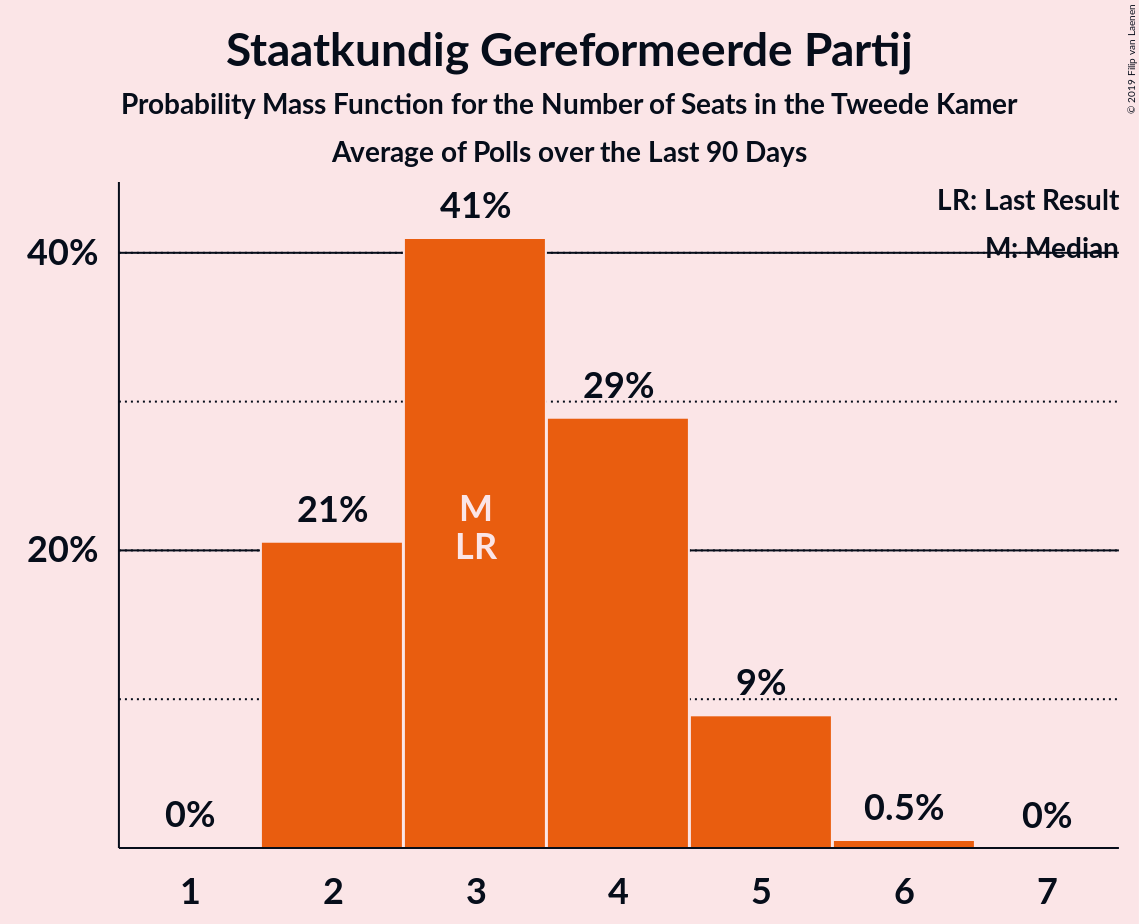 Staatkundig Gereformeerde Partij
Probability Mass Function for the Number of Seats in the Tweede Kamer
Average of Polls over the Last 90 Days
© 2019 Filip van Laenen
LR: Last Result
M: Median
41%
40%
29%
21%
M
LR
20%
9%
0%
0.5%
0%
1 2 3 4 5 6 7